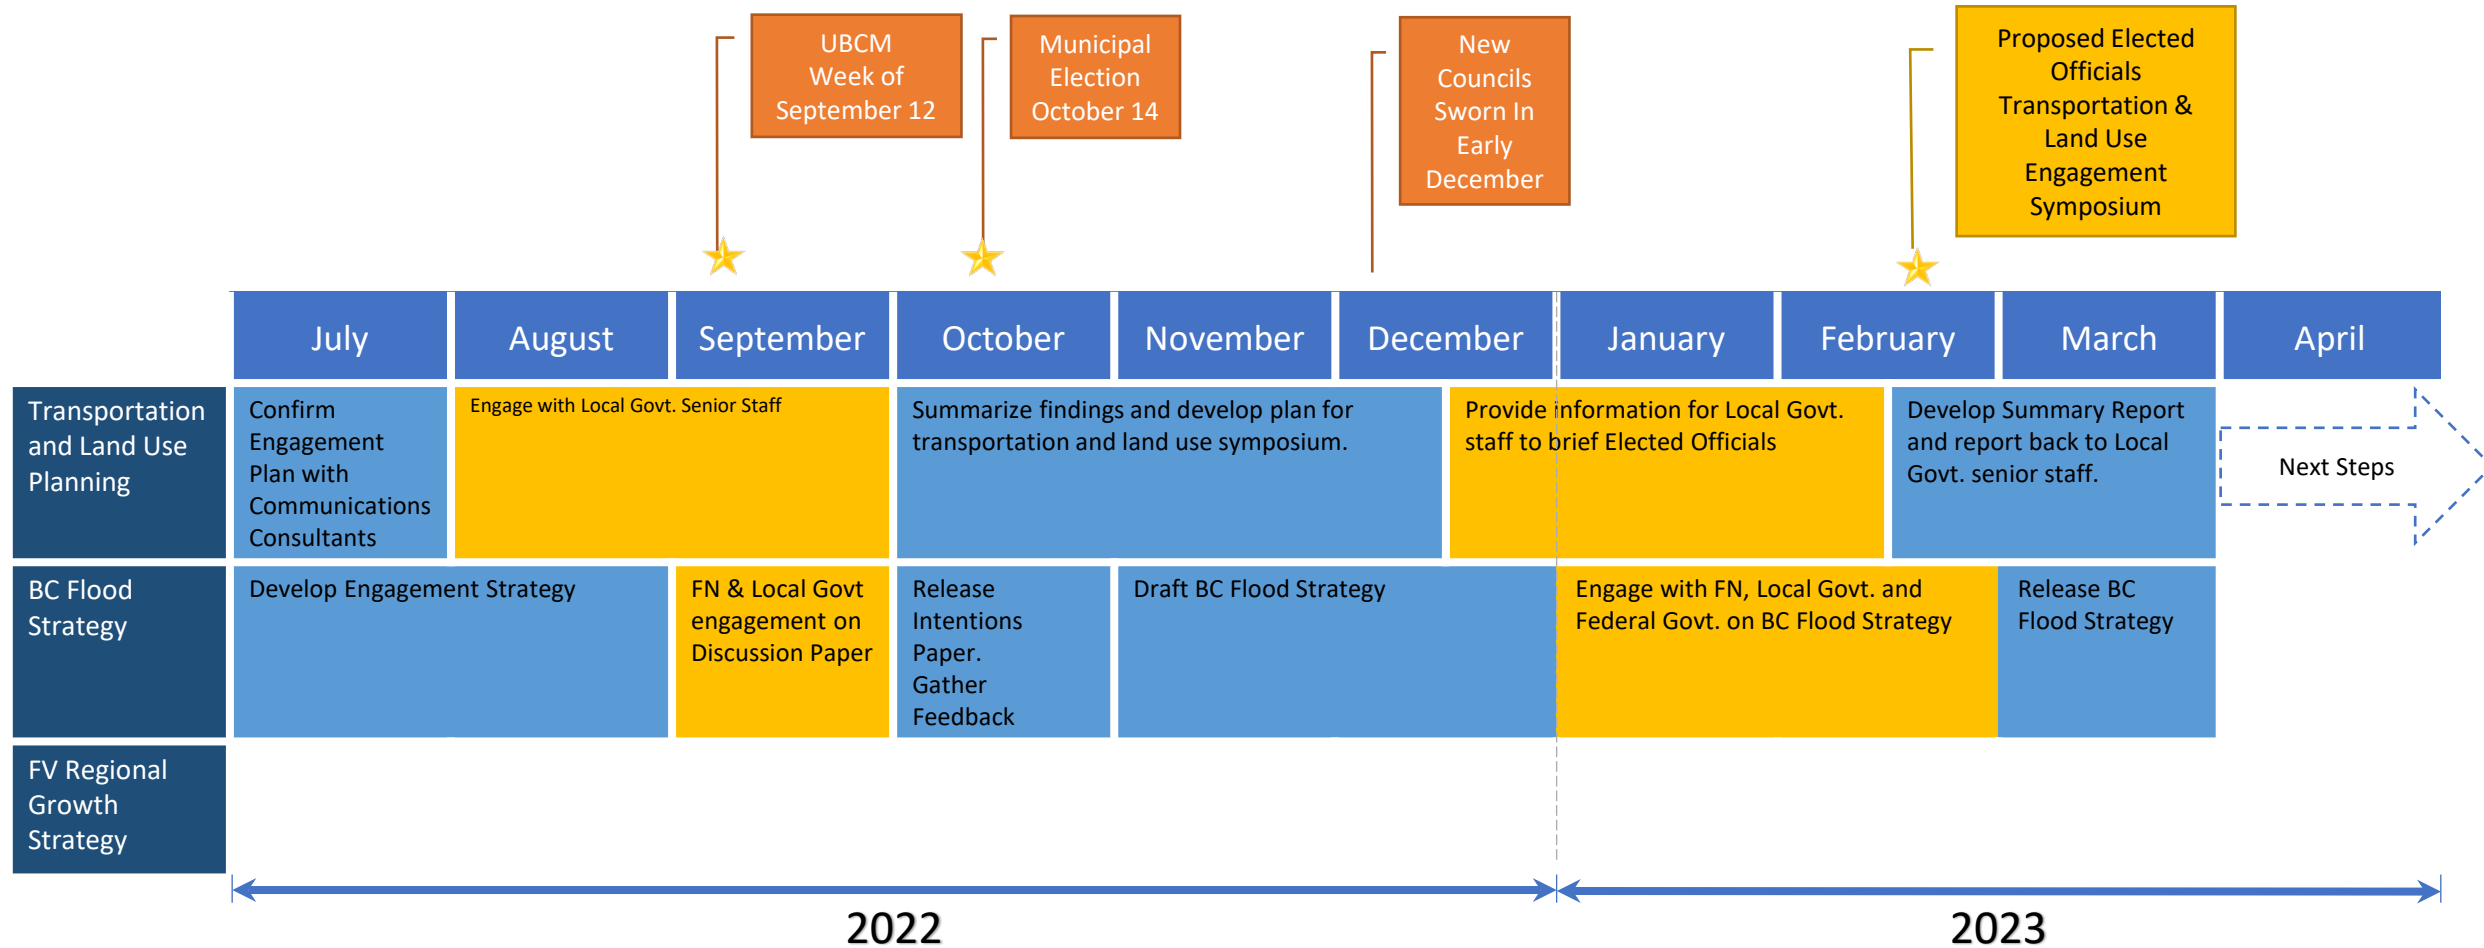 UBCM
Week of
September 12
Municipal
Election
October 14
New
Councils
Sworn In
Early
December
Proposed Elected
Officials
Transportation &
Land Use
Engagement
Symposium
July
August
September
October
November
December
January
February
March
April
Transportation
and Land Use
Planning
Confirm
Engagement
Plan with
Communications
Consultants
Engage with Local Govt. Senior Staff
Summarize findings and develop plan for
transportation and land use symposium.
Provide information for Local Govt.
staff to brief Elected Officials
Develop Summary Report
and report back to Local
Govt. senior staff.
Next Steps
BC Flood
Strategy
Develop Engagement Strategy
FN & Local Govt
engagement on
Discussion Paper
Release
Intentions
Paper.
Gather
Feedback
Draft BC Flood Strategy
Engage with FN, Local Govt. and
Federal Govt. on BC Flood Strategy
Release BC
Flood Strategy
FV Regional
Growth
Strategy
2022
2023